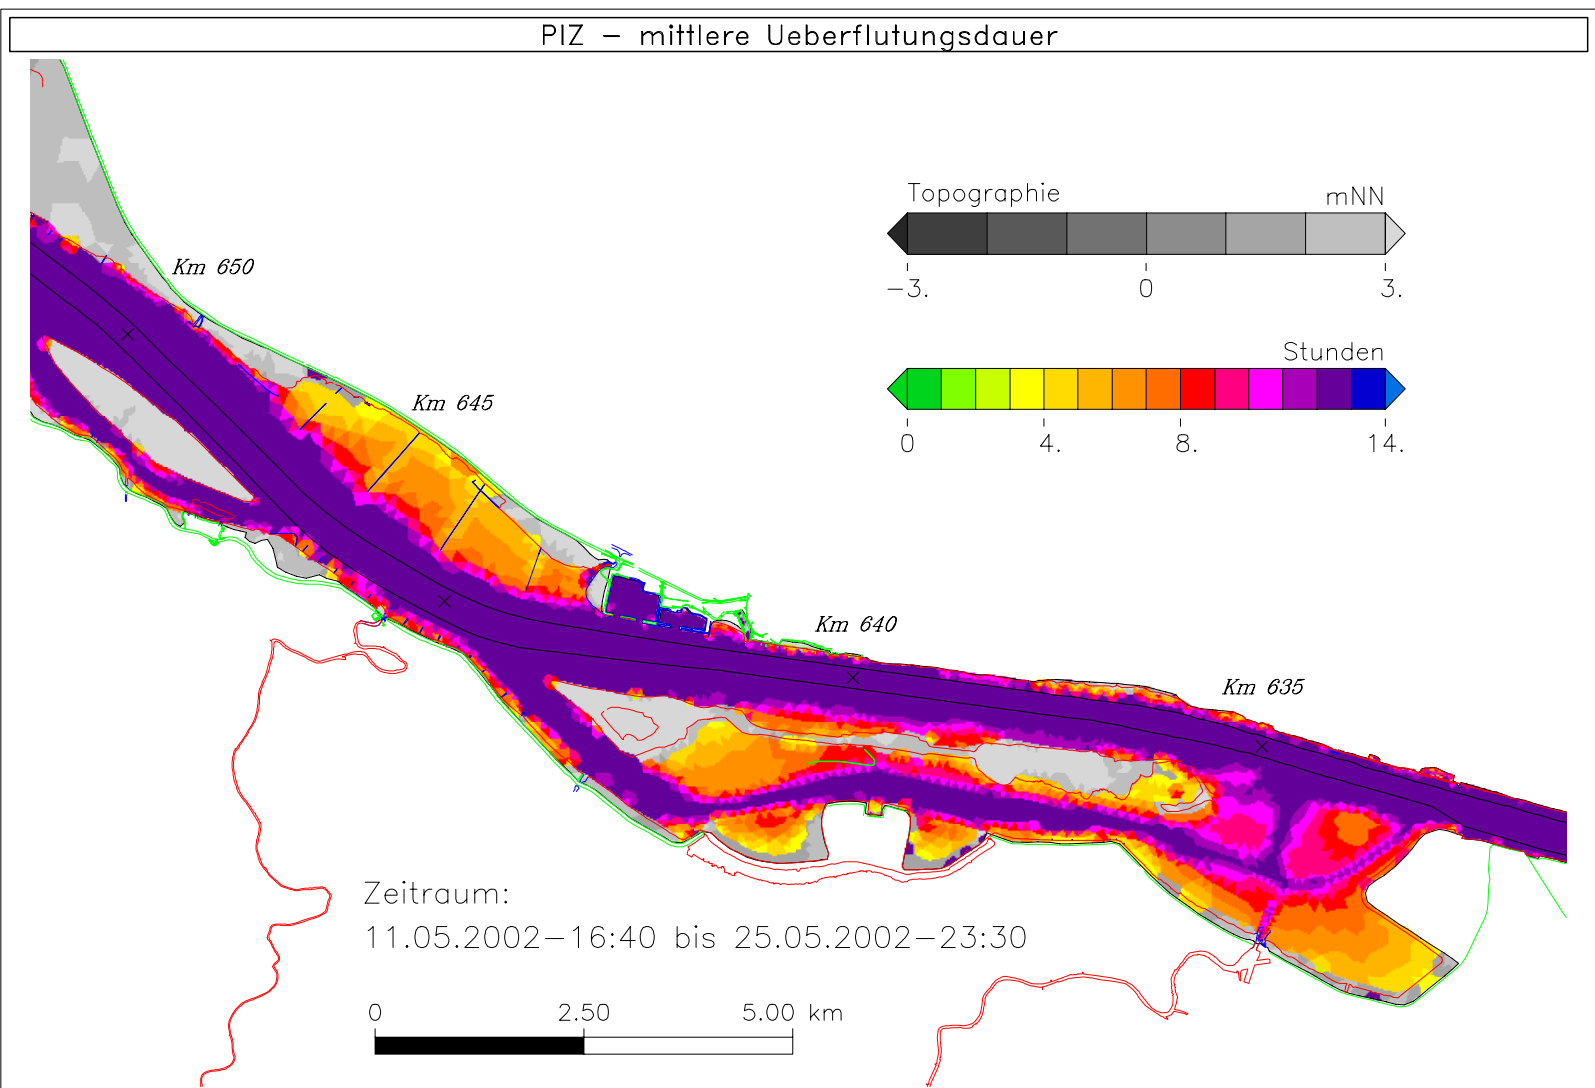 PIZ - mittlere Ueberflutungsdauer
Topographie mNN
-3. 0 3.
Km 650
Stunden
0 4. 8. 14.
Km 645
Km 640
Km 635
Zeitraum:
11.05.2002-16:40 bis 25.05.2002-23:30
0 2.50 5.00 km